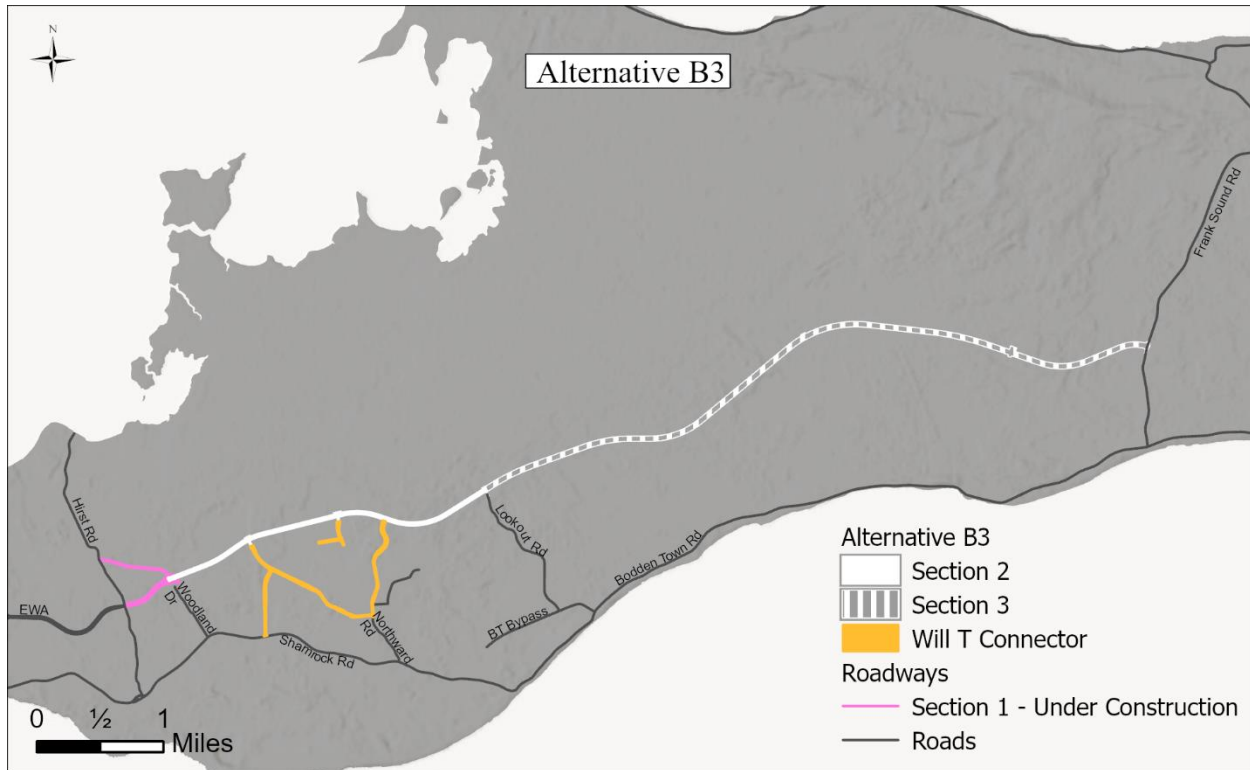 N
Alternative B3
Frank Sound Rd
Hirst Rd
Lookout Rd
Bodden Town Rd
Woodland
Dr
EWA
BT Bypass
Northward
Rd
Shamrock Rd
Alternative B3
Section 2
Section 3
Will T Connector
Roadways
Section 1 - Under Construction
Roads
0 ½ 1
Miles